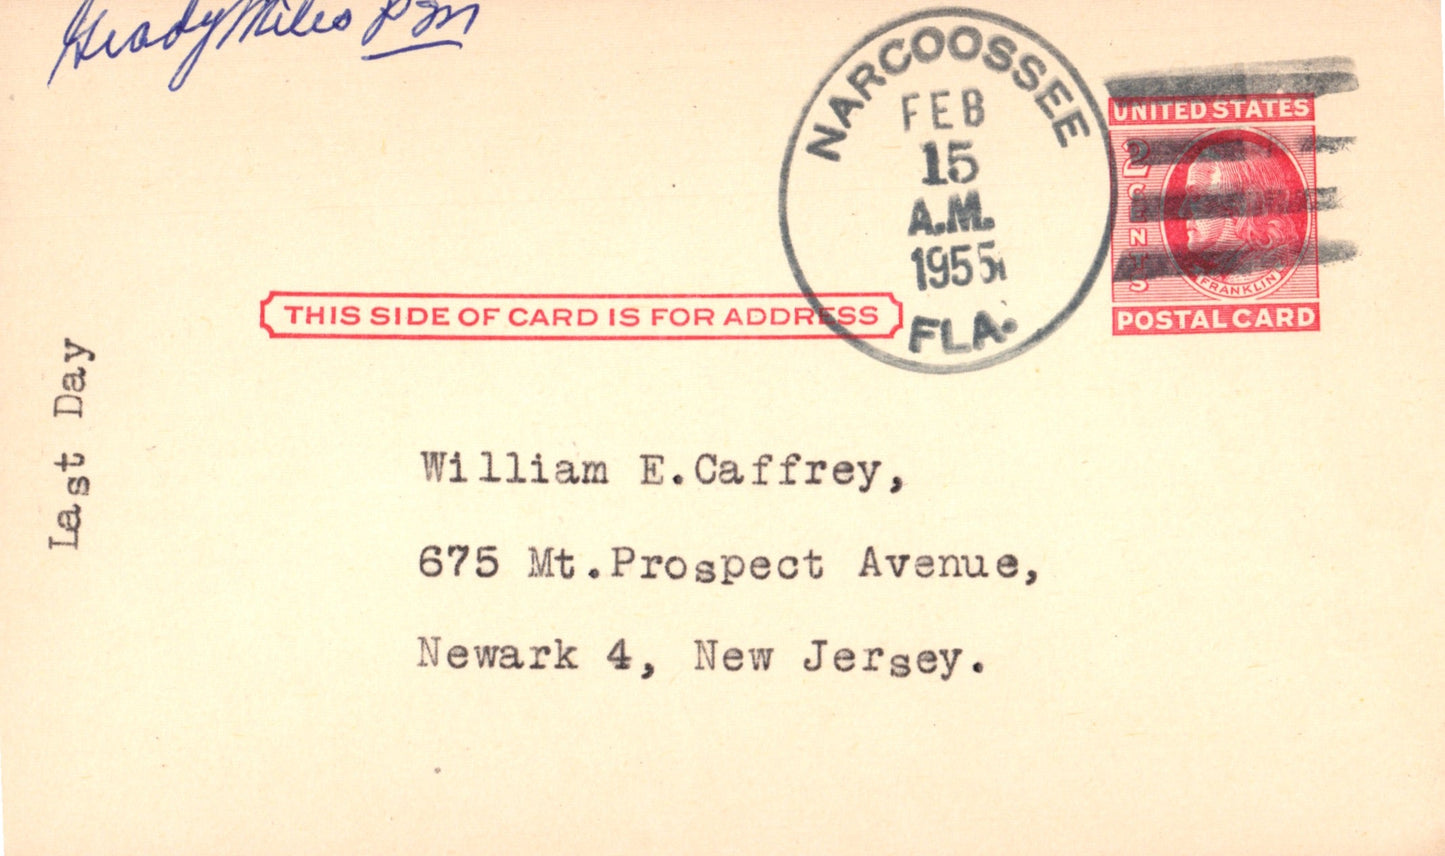 Grady Miles PM
NARCOOSSEE
FEB
15
A.M.
1955
FLA.
UNITED STATES
2
CENTS
FRANKLIN
POSTAL CARD
THIS SIDE OF CARD IS FOR ADDRESS
Last Day
William E.Caffrey,
675 Mt.Prospect Avenue,
Newark 4, New Jersey.